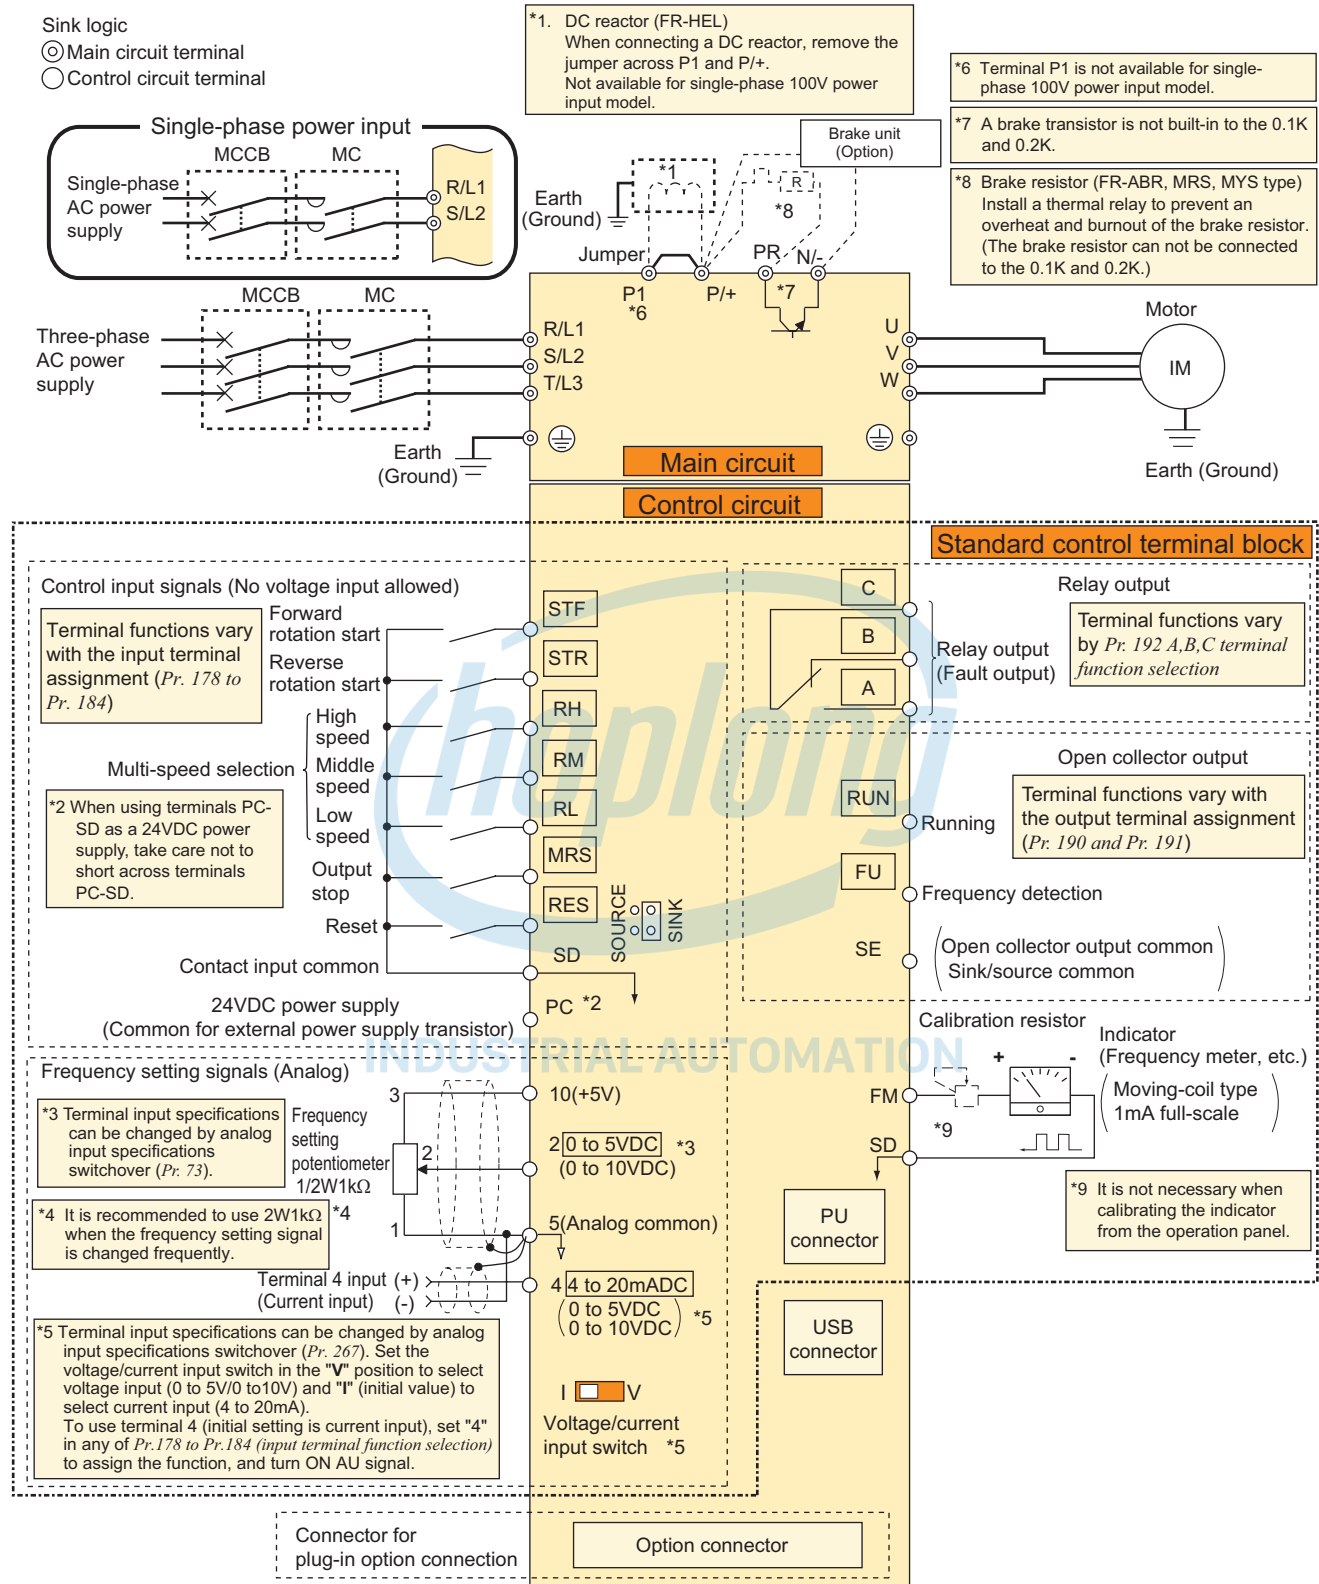 Sink logic
Main circuit terminal
Control circuit terminal
*1. DC reactor (FR-HEL)
When connecting a DC reactor, remove the
jumper across P1 and P/+.
Not available for single-phase 100V power
input model.
*6 Terminal P1 is not available for single-
phase 100V power input model.
*7 A brake transistor is not built-in to the 0.1K
and 0.2K.
*8 Brake resistor (FR-ABR, MRS, MYS type)
Install a thermal relay to prevent an
overheat and burnout of the brake resistor.
(The brake resistor can not be connected
to the 0.1K and 0.2K.)
Single-phase power input
MCCB
MC
Single-phase
AC power
supply
R/L1
S/L2
Brake unit
(Option)
*1
R
*8
Earth
(Ground)
Jumper
PR
N/-
P1
*6
P/+
*7
MCCB
MC
Three-phase
AC power
supply
R/L1
S/L2
T/L3
U
V
W
Motor
IM
Earth
(Ground)
Earth (Ground)
Main circuit
Control circuit
Standard control terminal block
Control input signals (No voltage input allowed)
Terminal functions vary
with the input terminal
assignment (Pr. 178 to
Pr. 184)
Forward
rotation start
Reverse
rotation start
High
speed
Multi-speed selection
Middle
speed
Low
speed
*2 When using terminals PC-
SD as a 24VDC power
supply, take care not to
short across terminals
PC-SD.
Output
stop
Reset
Contact input common
24VDC power supply
(Common for external power supply transistor)
STF
STR
RH
RM
RL
MRS
RES
SD
PC *2
SOURCE
SINK
C
B
A
Relay output
Relay output
(Fault output)
Terminal functions vary
by Pr. 192 A,B,C terminal
function selection
Open collector output
RUN
Running
Terminal functions vary with
the output terminal assignment
(Pr. 190 and Pr. 191)
FU
Frequency detection
SE
Open collector output common
Sink/source common
hoplong
INDUSTRIAL AUTOMATION
Frequency setting signals (Analog)
*3 Terminal input specifications
can be changed by analog
input specifications
switchover (Pr. 73).
Frequency
setting
potentiometer
1/2W1kΩ
*4
*4 It is recommended to use 2W1kΩ
when the frequency setting signal
is changed frequently.
3
2
1
10(+5V)
2 0 to 5VDC *3
(0 to 10VDC)
5(Analog common)
Terminal 4 input (+)
(Current input) (-)
4 4 to 20mADC
0 to 5VDC
0 to 10VDC
*5
*5 Terminal input specifications can be changed by analog
input specifications switchover (Pr. 267). Set the
voltage/current input switch in the "V" position to select
voltage input (0 to 5V/0 to10V) and "I" (initial value) to
select current input (4 to 20mA).
To use terminal 4 (initial setting is current input), set "4"
in any of Pr.178 to Pr.184 (input terminal function selection)
to assign the function, and turn ON AU signal.
I V
Voltage/current
input switch *5
Calibration resistor
Indicator
(Frequency meter, etc.)
+ -
Moving-coil type
1mA full-scale
FM
*9
SD
*9 It is not necessary when
calibrating the indicator
from the operation panel.
PU
connector
USB
connector
Connector for
plug-in option connection
Option connector